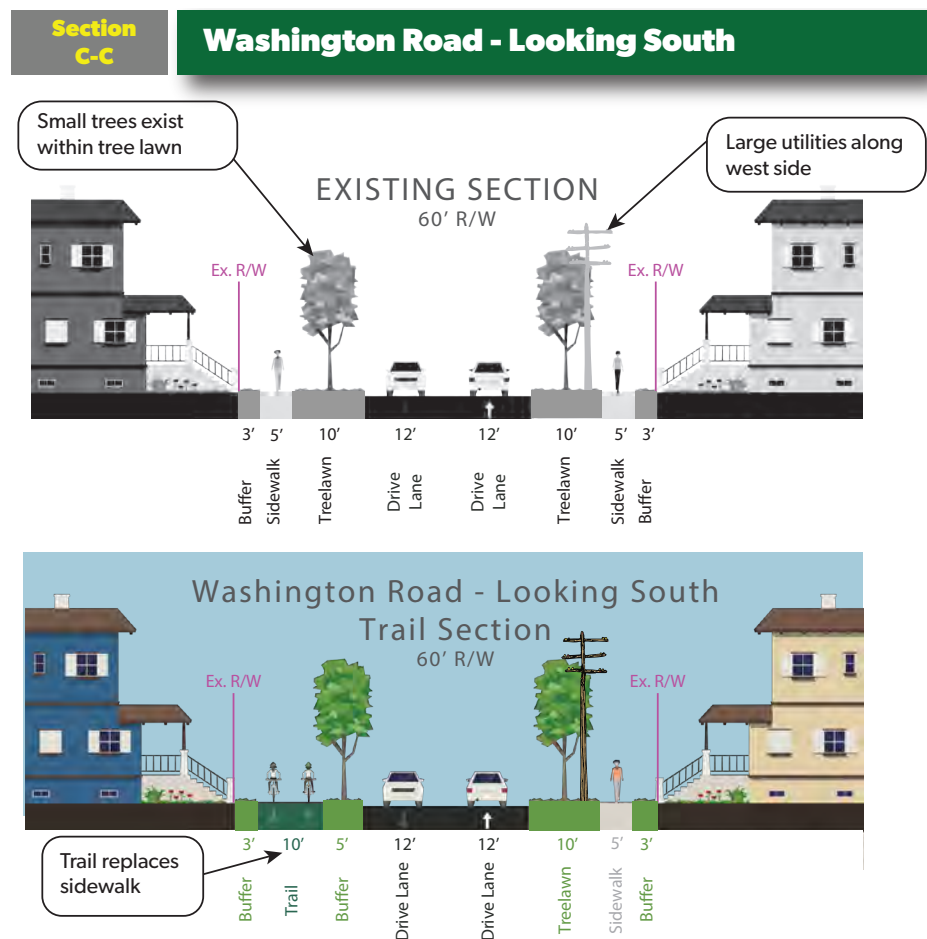 Section
C-C
Washington Road - Looking South
Small trees exist
within tree lawn
Large utilities along
west side
EXISTING SECTION
60’ R/W
Ex. R/W
Ex. R/W
3’ 5’ 10’ 12’ 12’ 10’ 5’ 3’
Buffer
Sidewalk
Treelawn
Drive
Lane
Drive
Lane
Treelawn
Sidewalk
Buffer
Washington Road - Looking South
Trail Section
60’ R/W
Ex. R/W
Ex. R/W
3’ 10’ 5’ 12’ 12’ 10’ 5’ 3’
Trail replaces
sidewalk
Buffer
Trail
Buffer
Drive Lane
Drive Lane
Treelawn
Sidewalk
Buffer